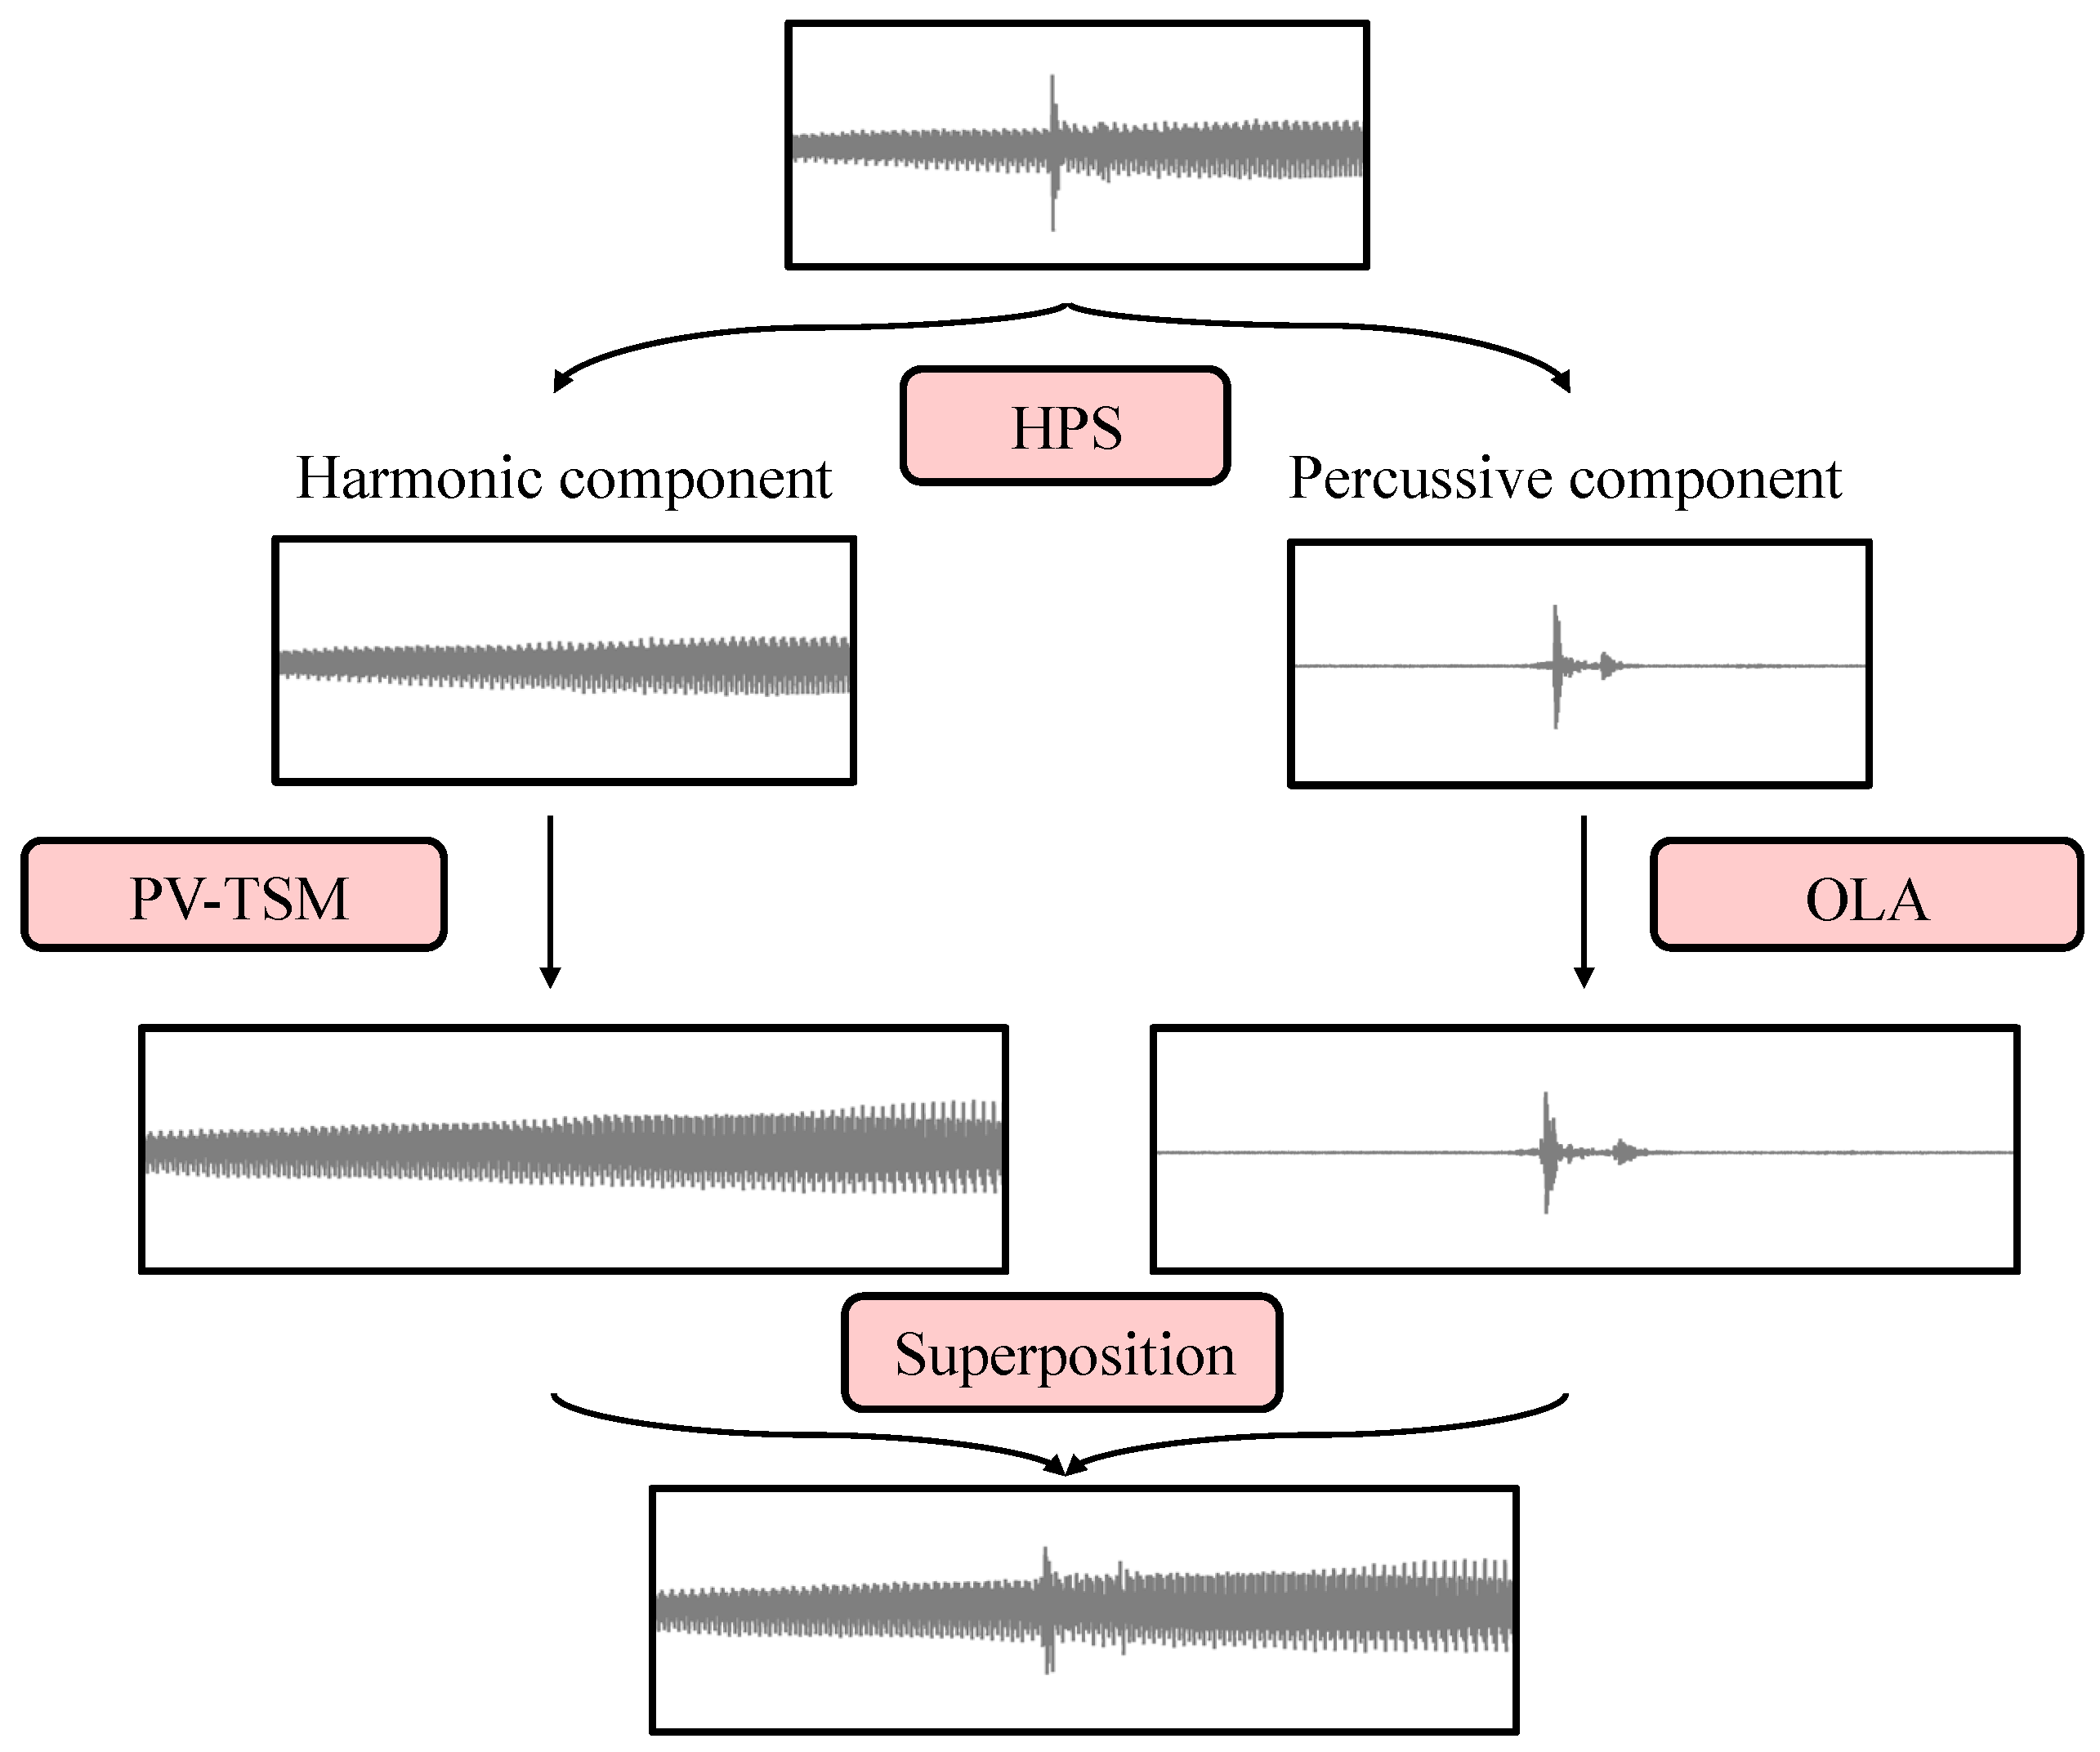 HPS
Harmonic component
Percussive component
PV-TSM
OLA
Superposition